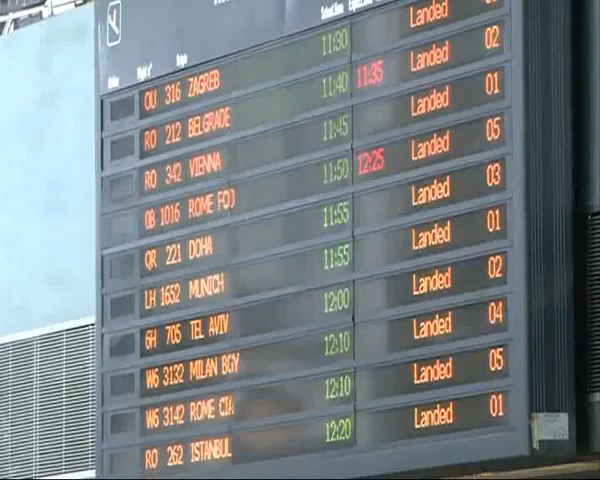 Origin
OU 316 ZAGREB 11:30 Landed
RO 212 BELGRADE 11:40 11:35 Landed 02
RO 342 VIENNA 11:45 Landed 01
0B 1016 ROME FCO 11:50 12:25 Landed 05
QR 221 DOHA 11:55 Landed 03
LH 1652 MUNICH 11:55 Landed 01
6H 705 TEL AVIV 12:00 Landed 02
W6 3132 MILAN BGY 12:10 Landed 04
W6 3142 ROME CIA 12:10 Landed 05
RO 262 ISTANBUL 12:20 Landed 01